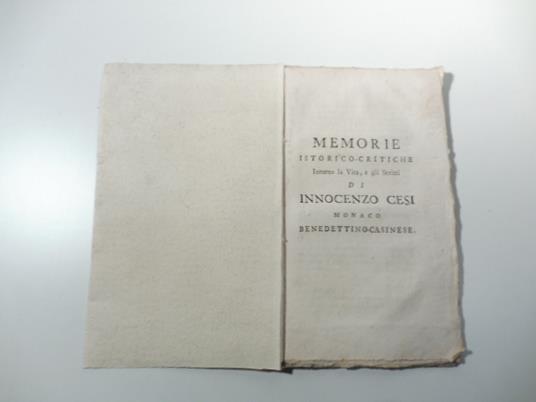 MEMORIE
ISTORICO-CRITICHE
Intorno la Vita, e gli Scritti
DI
INNOCENZO CESI
MONACO
BENEDETTINO-CASINESE.